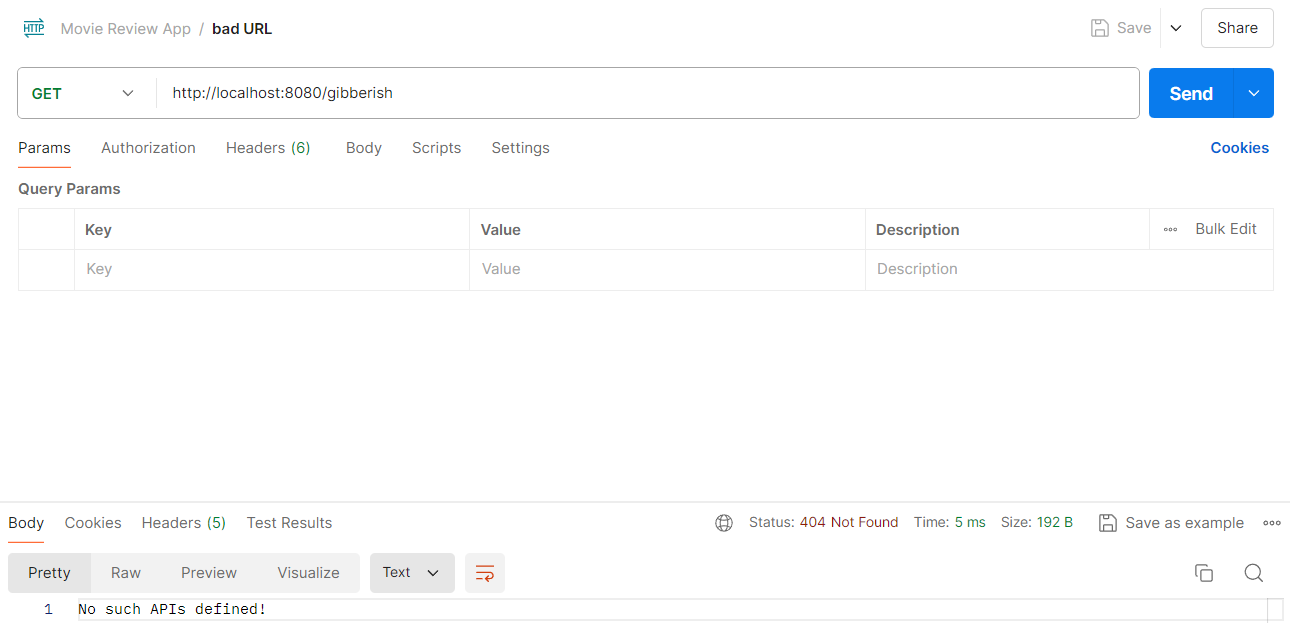 HTTP Movie Review App / bad URL Save Share
GET http://localhost:8080/gibberish Send
Params Authorization Headers (6) Body Scripts Settings Cookies
Query Params
Key Value Description Bulk Edit
Key Value Description
Body Cookies Headers (5) Test Results Status: 404 Not Found Time: 5 ms Size: 192 B Save as example
Pretty Raw Preview Visualize Text
1 No such APIs defined!